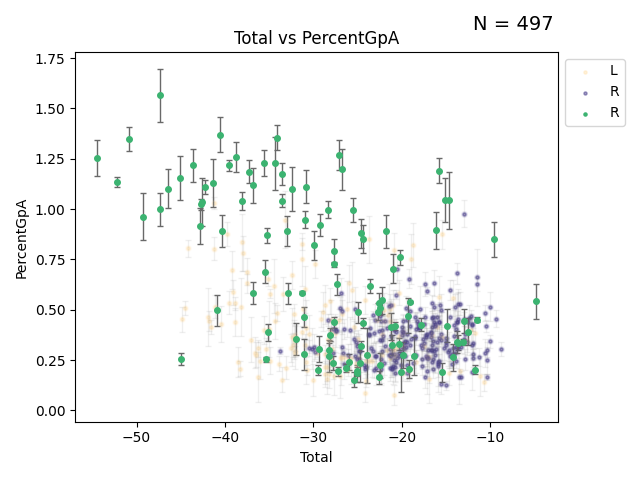 N = 497
Total vs PercentGpA
L
R
R
PercentGpA
1.75
1.50
1.25
1.00
0.75
0.50
0.25
0.00
−50 −40 −30 −20 −10
Total